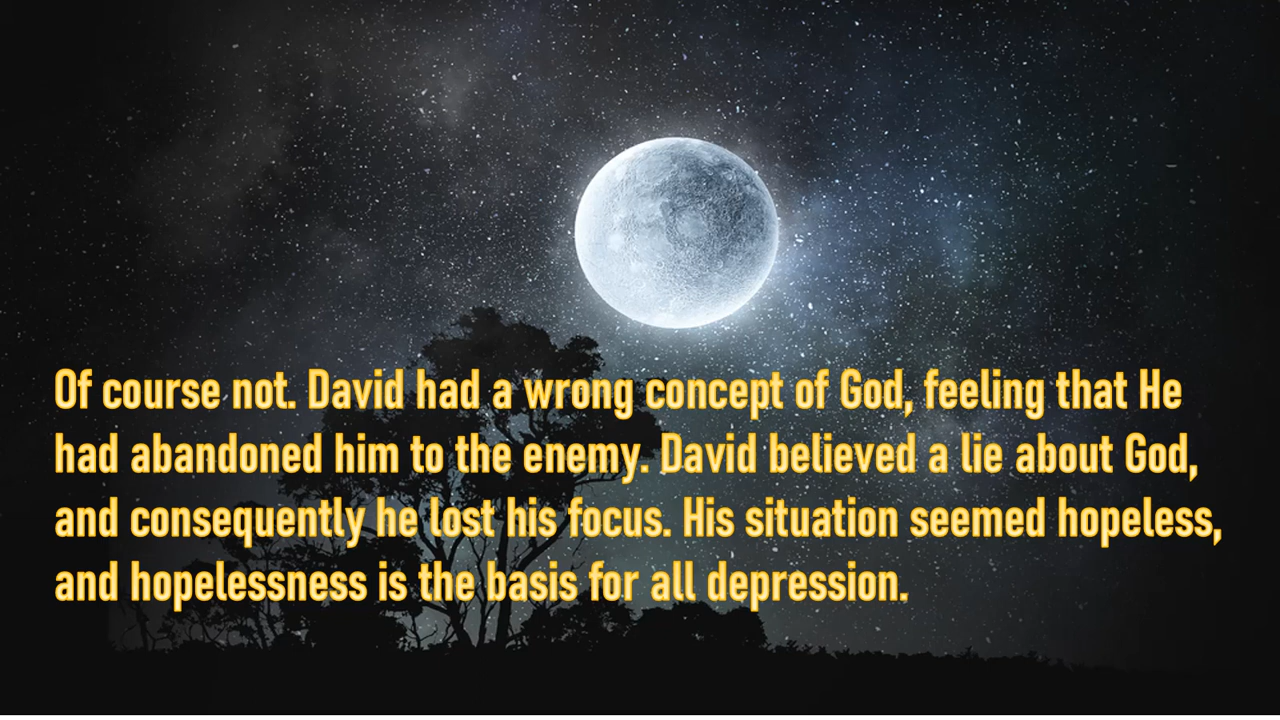 Of course not. David had a wrong concept of God, feeling that He
had abandoned him to the enemy. David believed a lie about God,
and consequently he lost his focus. His situation seemed hopeless,
and hopelessness is the basis for all depression.